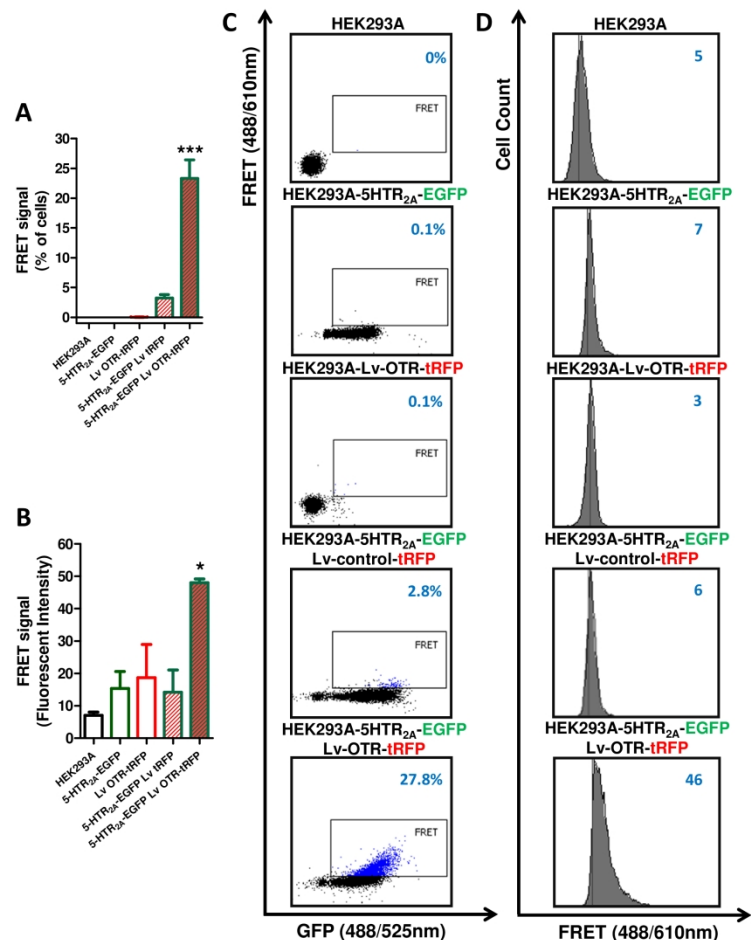 A
FRET signal
(% of cells)
30
25
20
15
10
5
0
***
HEK293A
5-HTR2A-EGFP
Lv OTR-tRFP
5-HTR2A-EGFP Lv tRFP
5-HTR2A-EGFP Lv OTR-tRFP
B
FRET signal
(Fluorescent Intensity)
60
50
40
30
20
10
0
*
HEK293A
5-HTR2A-EGFP
Lv OTR-tRFP
5-HTR2A-EGFP Lv tRFP
5-HTR2A-EGFP Lv OTR-tRFP
C
FRET (488/610nm)
HEK293A
0%
FRET
HEK293A-5HTR2A-EGFP
0.1%
FRET
HEK293A-Lv-OTR-tRFP
0.1%
FRET
HEK293A-5HTR2A-EGFP
Lv-control-tRFP
2.8%
FRET
HEK293A-5HTR2A-EGFP
Lv-OTR-tRFP
27.8%
FRET
GFP (488/525nm)
D
Cell Count
HEK293A
5
HEK293A-5HTR2A-EGFP
7
HEK293A-Lv-OTR-tRFP
3
HEK293A-5HTR2A-EGFP
Lv-control-tRFP
6
HEK293A-5HTR2A-EGFP
Lv-OTR-tRFP
46
FRET (488/610nm)